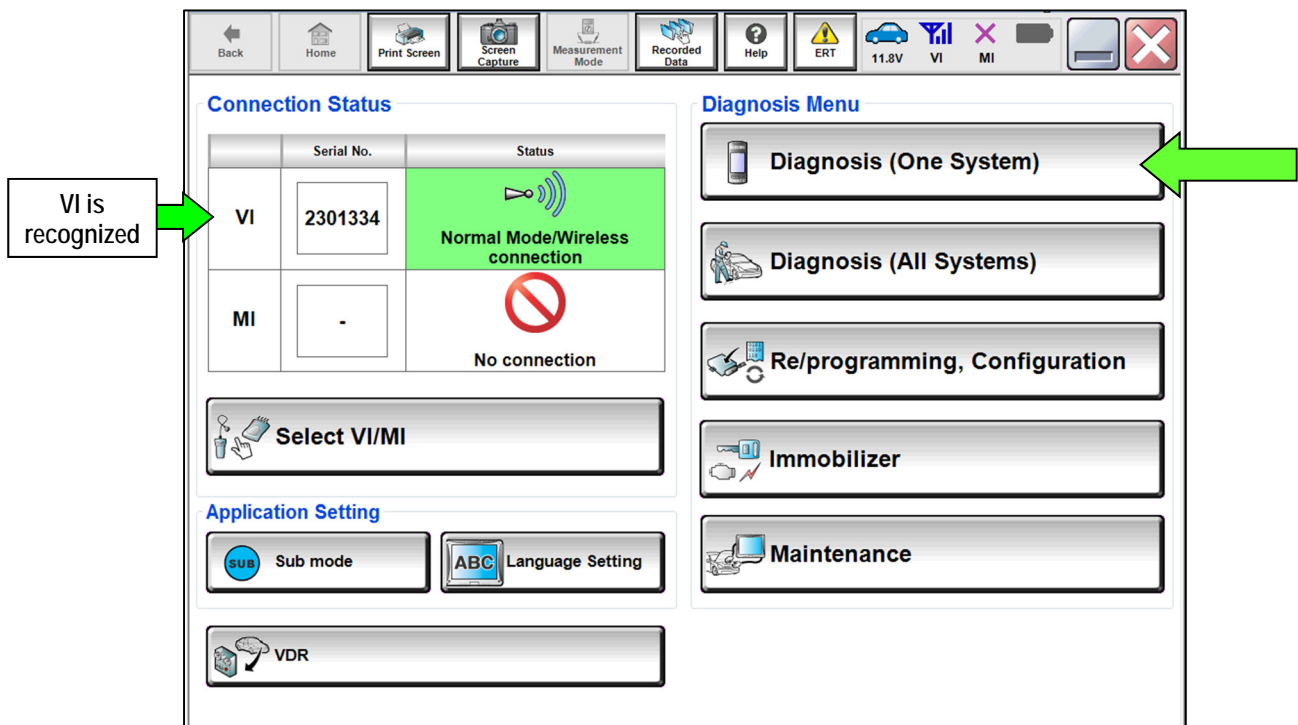 Back
Home
Print Screen
Screen
Capture
Measurement
Mode
Recorded
Data
Help
ERT
11.8V
VI
MI
Connection Status
Serial No.
Status
VI
2301334
Normal Mode/Wireless
connection
MI
-
No connection
Select VI/MI
Application Setting
SUB
Sub mode
ABC
Language Setting
VDR
Diagnosis Menu
Diagnosis (One System)
Diagnosis (All Systems)
Re/programming, Configuration
Immobilizer
Maintenance
VI is
recognized